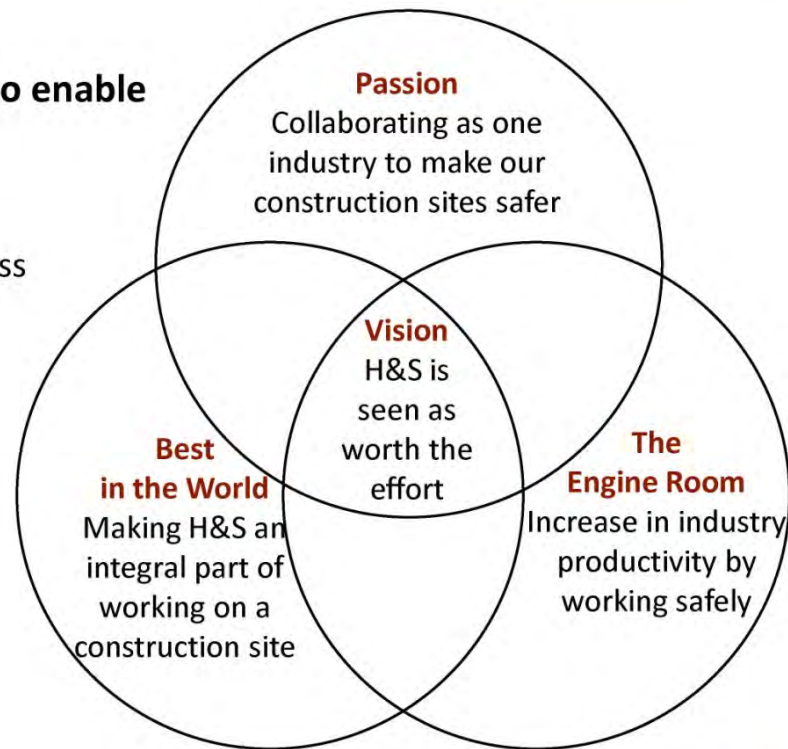 o enable
ss
Passion
Collaborating as one
industry to make our
construction sites safer
Vision
H&S is
seen as
worth the
effort
Best
in the World
Making H&S an
integral part of
working on a
construction site
The
Engine Room
Increase in industry
productivity by
working safely